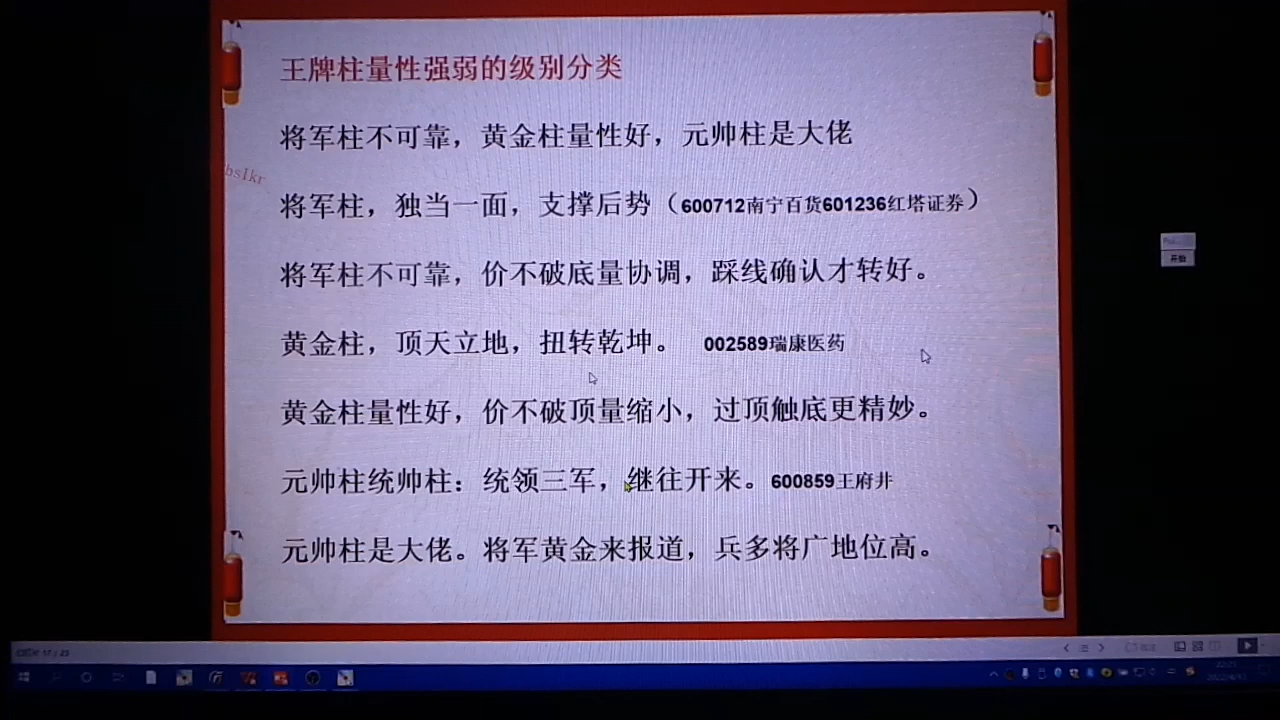 王牌柱量性强弱的级别分类
将军柱不可靠，黄金柱量性好，元帅柱是大佬
bslkr
将军柱，独当一面，支撑后势（600712南宁百货601236红塔证券）
将军柱不可靠，价不破底量协调，踩线确认才转好。
开始
黄金柱，顶天立地，扭转乾坤。 002589瑞康医药
黄金柱量性好，价不破顶量缩小，过顶触底更精妙。
元帅柱统帅柱：统领三军，继往开来。600859王府井
元帅柱是大佬。将军黄金来报道，兵多将广地位高。